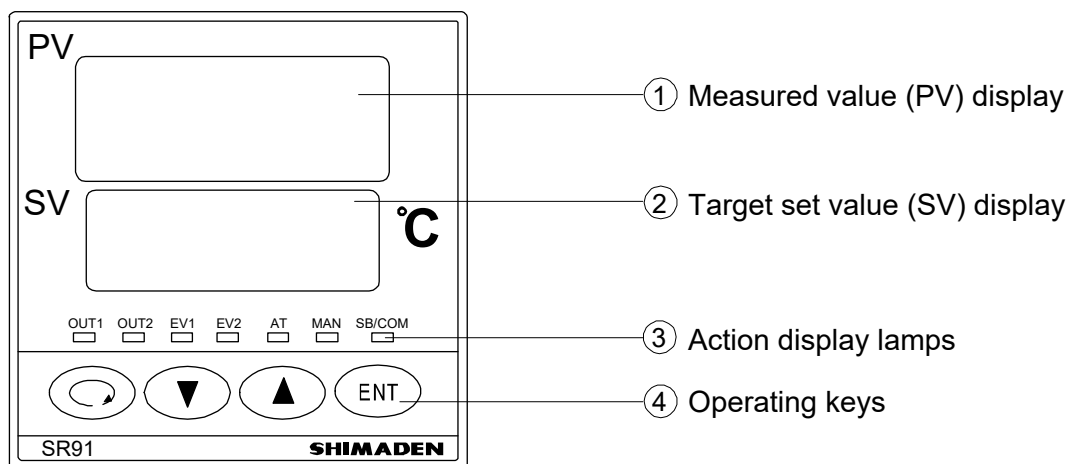 PV
① Measured value (PV) display
SV
② Target set value (SV) display
℃
OUT1 OUT2 EV1 EV2 AT MAN SB/COM
③ Action display lamps
ENT
④ Operating keys
SR91 SHIMADEN